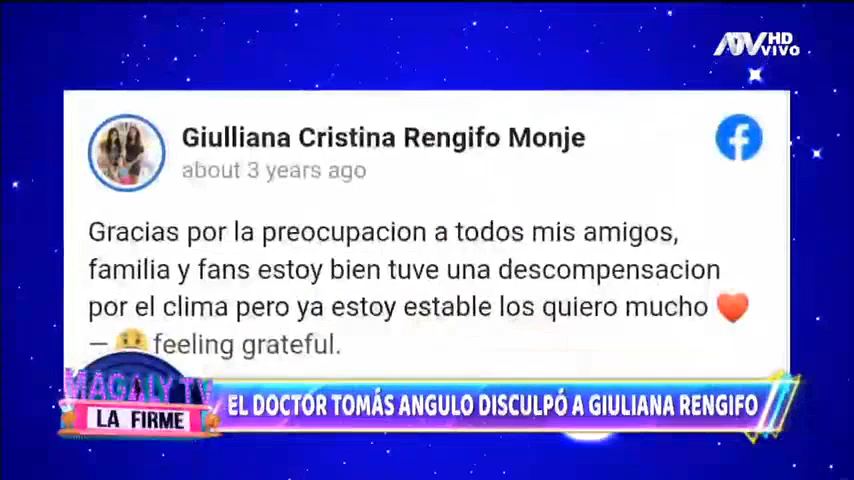 ATV HD
VIVO
Giulliana Cristina Rengifo Monje
about 3 years ago
Gracias por la preocupacion a todos mis amigos,
familia y fans estoy bien tuve una descompensacion
por el clima pero ya estoy estable los quiero mucho ♥️
— 🤒 feeling grateful.
MAGALY TV
LA FIRME
EL DOCTOR TOMÁS ANGULO DISCULPÓ A GIULIANA RENGIFO